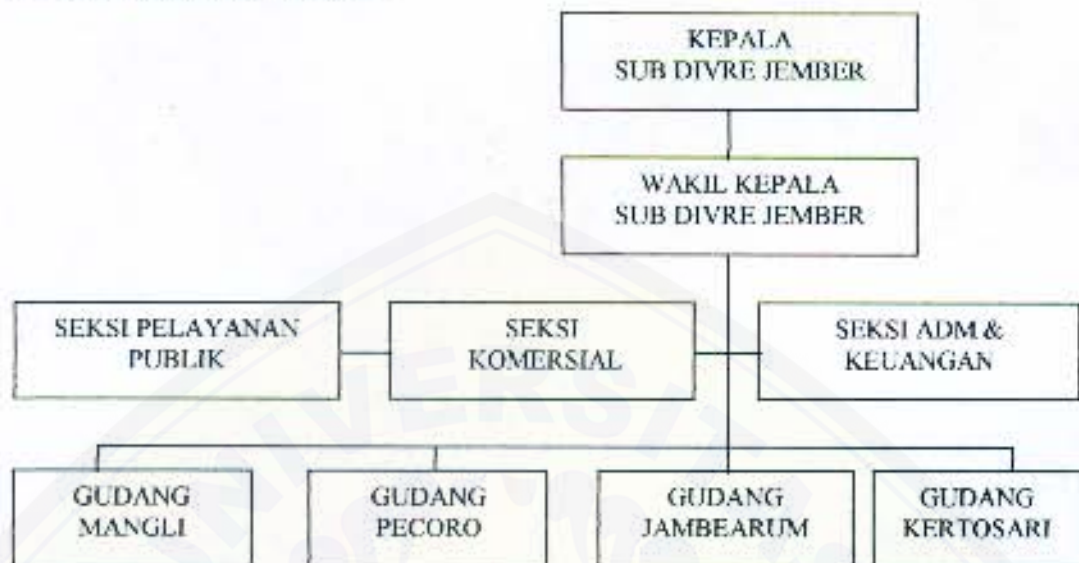 KEPALA
SUB DIVRE JEMBER
WAKIL KEPALA
SUB DIVRE JEMBER
SEKSI PELAYANAN
PUBLIK
SEKSI
KOMERSIAL
SEKSI ADM &
KEUANGAN
GUDANG
MANGLI
GUDANG
PECORO
GUDANG
JAMBEARUM
GUDANG
KERTOSARI